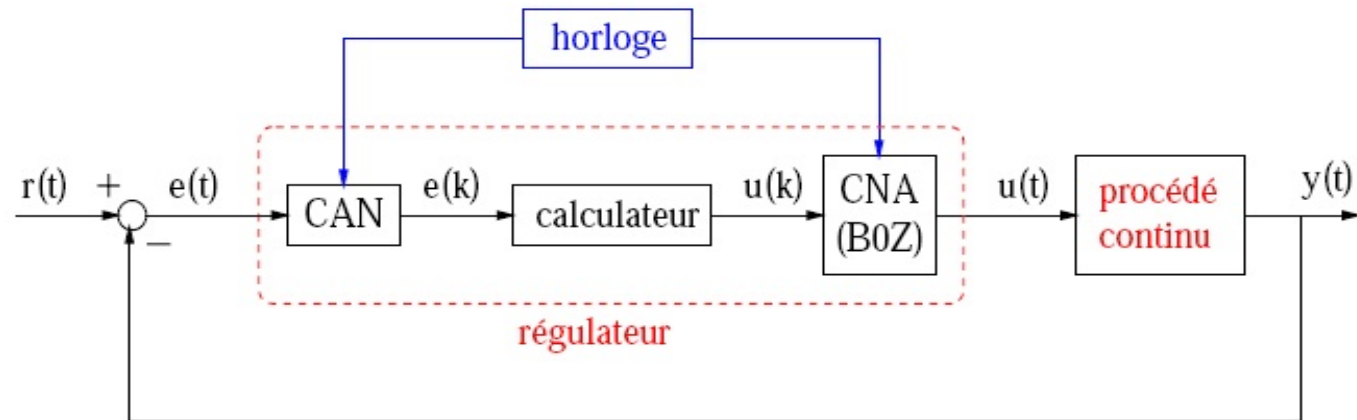 horloge
r(t)
+
e(t)
CAN
e(k)
calculateur
u(k)
CNA
(B0Z)
u(t)
procédé
continu
y(t)
−
régulateur